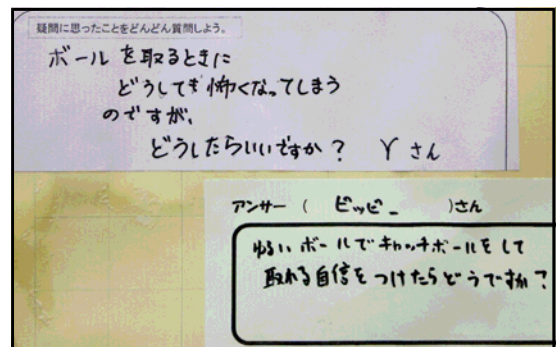 疑問に思ったことをどんどん質問しよう。
ボールを取るときに
どうしても怖くなってしまう
のですが、
どうしたらいいですか? Yさん
アンサー( ビッビー )さん
ゆるいボールでキャッチボールをして
取れる自信をつけたらどうですか?